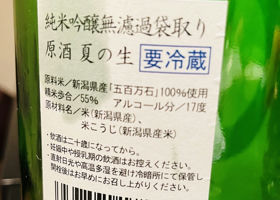 純米吟醸無濾過袋取り
原酒 夏の生 要冷蔵
原料米/新潟県産「五百万石」100%使用
精米歩合/55% アルコール分/17度
原材料名/米(新潟県産)、
米こうじ(新潟県産米)
・飲酒は二十歳になってから。
・妊娠中や授乳期の飲酒はお控えください。
・直射日光や高温多湿を避け冷暗所にて保管し
開栓後はお早めにお召し上がりください。